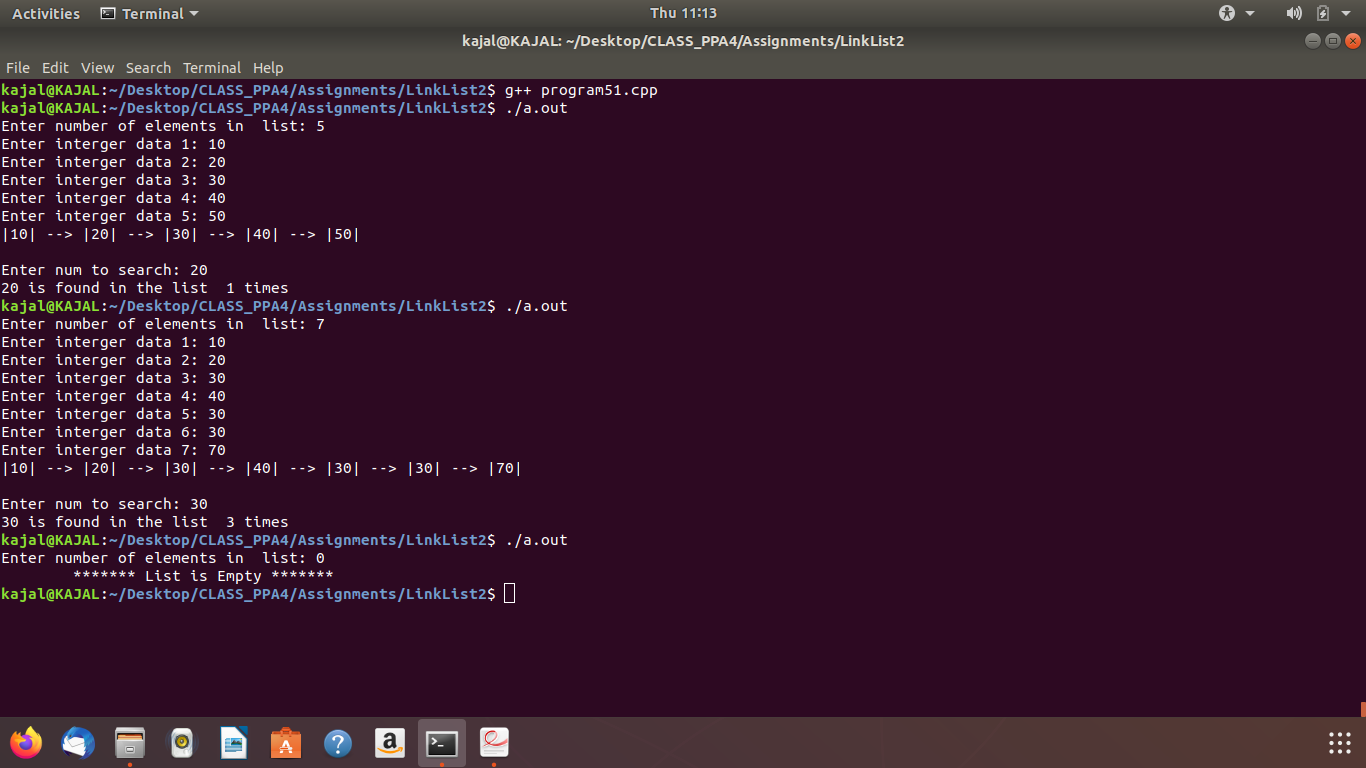 Activities Terminal Thu 11:13
kajal@KAJAL: ~/Desktop/CLASS_PPA4/Assignments/LinkList2
File Edit View Search Terminal Help
kajal@KAJAL:~/Desktop/CLASS_PPA4/Assignments/LinkList2$ g++ program51.cpp
kajal@KAJAL:~/Desktop/CLASS_PPA4/Assignments/LinkList2$ ./a.out
Enter number of elements in  list: 5
Enter interger data 1: 10
Enter interger data 2: 20
Enter interger data 3: 30
Enter interger data 4: 40
Enter interger data 5: 50
|10| --> |20| --> |30| --> |40| --> |50|
Enter num to search: 20
20 is found in the list  1 times
kajal@KAJAL:~/Desktop/CLASS_PPA4/Assignments/LinkList2$ ./a.out
Enter number of elements in  list: 7
Enter interger data 1: 10
Enter interger data 2: 20
Enter interger data 3: 30
Enter interger data 4: 40
Enter interger data 5: 30
Enter interger data 6: 30
Enter interger data 7: 70
|10| --> |20| --> |30| --> |40| --> |30| --> |30| --> |70|
Enter num to search: 30
30 is found in the list  3 times
kajal@KAJAL:~/Desktop/CLASS_PPA4/Assignments/LinkList2$ ./a.out
Enter number of elements in  list: 0
        ******* List is Empty *******
kajal@KAJAL:~/Desktop/CLASS_PPA4/Assignments/LinkList2$